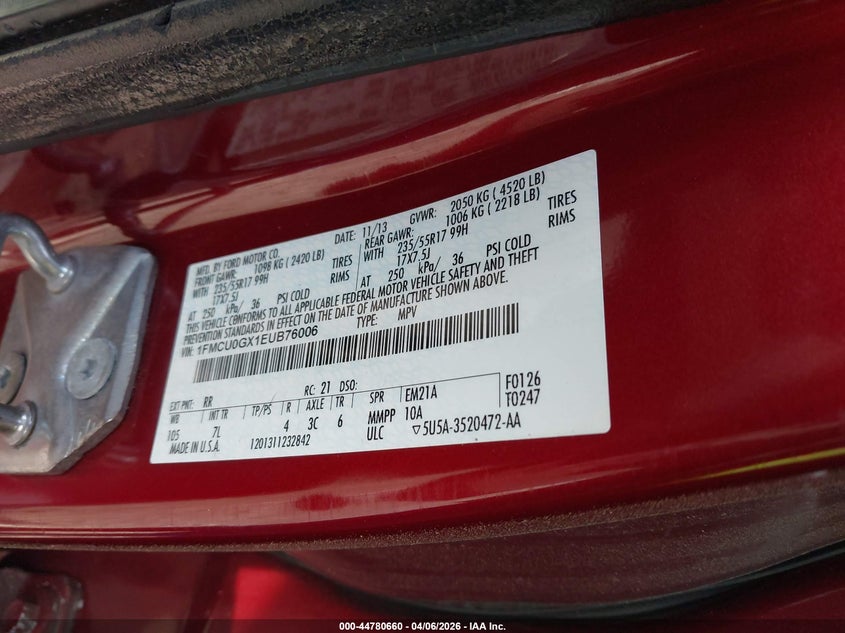 MFD. BY FORD MOTOR CO.
DATE: 11/13
GVWR: 2050 KG ( 4520 LB)
FRONT GAWR: 1098 KG ( 2420 LB)
REAR GAWR: 1006 KG ( 2218 LB)
WITH 235/55R17 99H TIRES
WITH 235/55R17 99H TIRES
17X7.5J RIMS
17X7.5J RIMS
AT 250 kPa/ 36 PSI COLD
AT 250 kPa/ 36 PSI COLD
THIS VEHICLE CONFORMS TO ALL APPLICABLE FEDERAL MOTOR VEHICLE SAFETY AND THEFT
PREVENTION STANDARDS IN EFFECT ON THE DATE OF MANUFACTURE SHOWN ABOVE.
VIN: 1FMCU0GX1EUB76006
TYPE: MPV
EXT PNT: RR RC: 21 DSO: F0126
WB INT TR TP/PS R AXLE TR SPR EM21A T0247
105 7L 4 3C 6 MMPP 10A
MADE IN U.S.A. 1201311232842 ULC ▽5U5A-3520472-AA
000-44780660 - 04/06/2026 - IAA Inc.